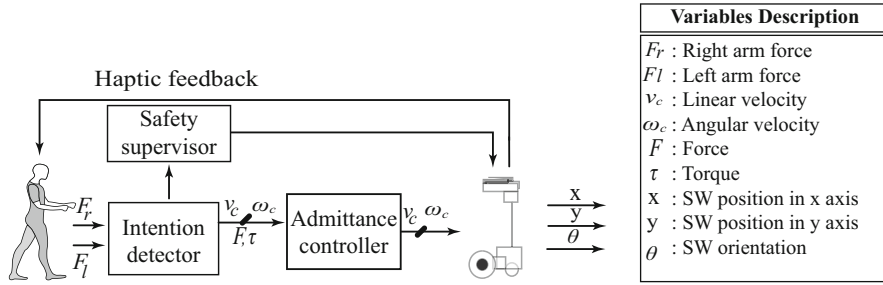 Haptic feedback
Safety
supervisor
Fr
Fl
Intention
detector
vc ωc
F,τ
Admittance
controller
vc ωc
x
y
θ
Variables Description
Fr : Right arm force
Fl : Left arm force
vc : Linear velocity
ωc : Angular velocity
F : Force
τ : Torque
x : SW position in x axis
y : SW position in y axis
θ : SW orientation